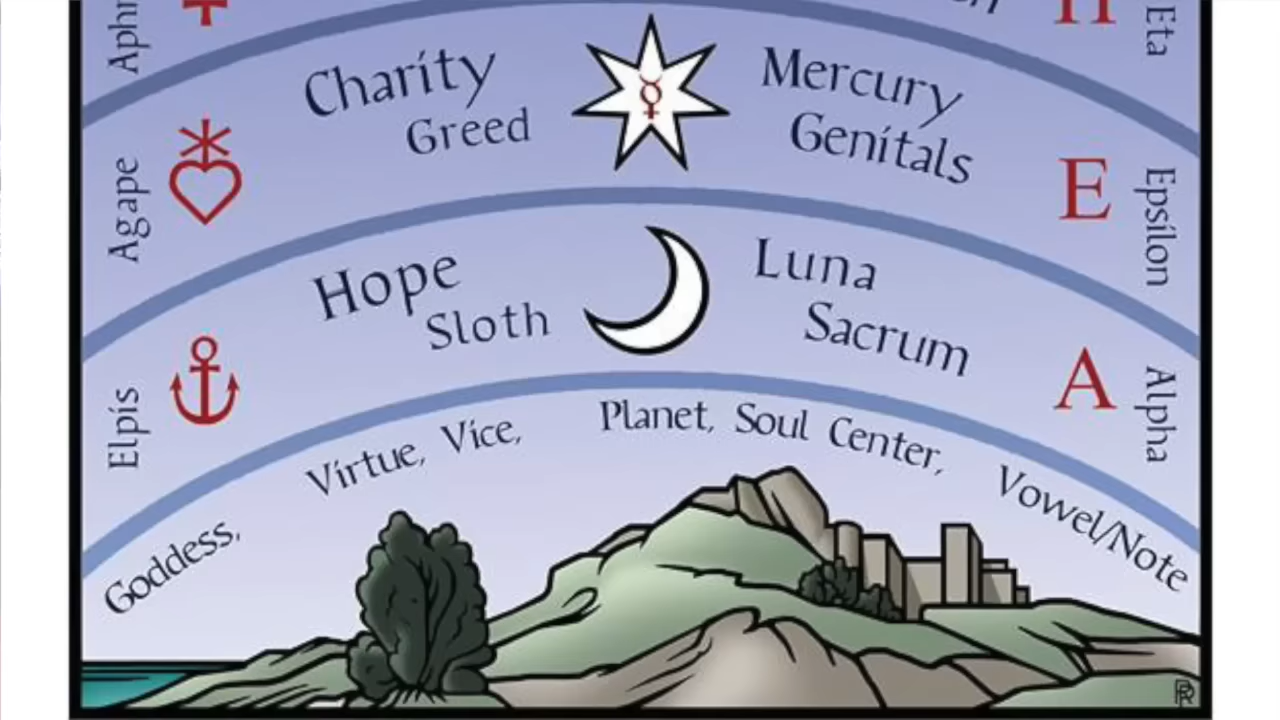 Eta
Charity
Greed
Mercury
Genitals
Agape
E
Epsilon
Hope
Sloth
Luna
Sacrum
Elpis
A
Alpha
Goddess, Virtue, Vice, Planet, Soul Center, Vowel/Note